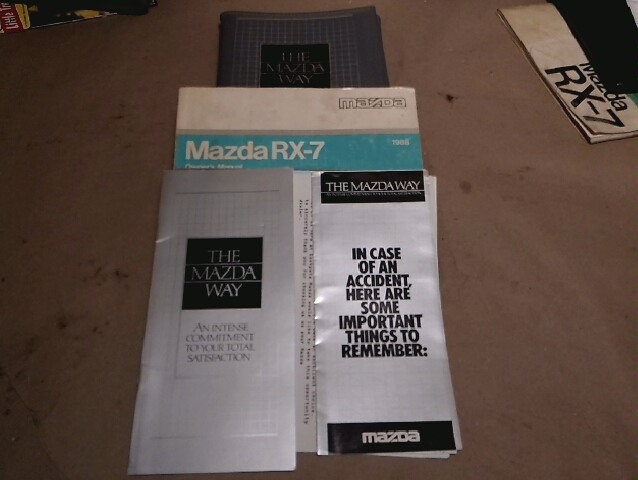 Little
THE
MAZDA
WAY
mazda
Mazda RX-7
1988
Owner's Manual
Mazda
RX-7
THE
MAZDA
WAY
AN INTENSE
COMMITMENT
TO YOUR TOTAL
SATISFACTION
THE MAZDA WAY
IN CASE
OF AN
ACCIDENT,
HERE ARE
SOME
IMPORTANT
THINGS TO
REMEMBER:
mazda